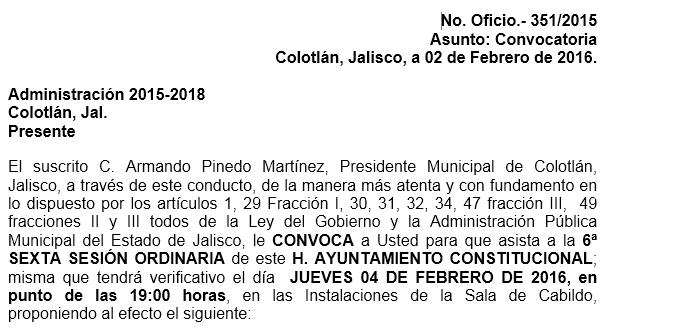 No. Oficio.- 351/2015
Asunto: Convocatoria
Colotlán, Jalisco, a 02 de Febrero de 2016.
Administración 2015-2018
Colotlán, Jal.
Presente
El suscrito C. Armando Pinedo Martínez, Presidente Municipal de Colotlán,
Jalisco, a través de este conducto, de la manera más atenta y con fundamento en
lo dispuesto por los artículos 1, 29 Fracción I, 30, 31, 32, 34, 47 fracción III, 49
fracciones II y III todos de la Ley del Gobierno y la Administración Pública
Municipal del Estado de Jalisco, le CONVOCA a Usted para que asista a la 6ª
SEXTA SESIÓN ORDINARIA de este H. AYUNTAMIENTO CONSTITUCIONAL;
misma que tendrá verificativo el día JUEVES 04 DE FEBRERO DE 2016, en
punto de las 19:00 horas, en las Instalaciones de la Sala de Cabildo,
proponiendo al efecto el siguiente: